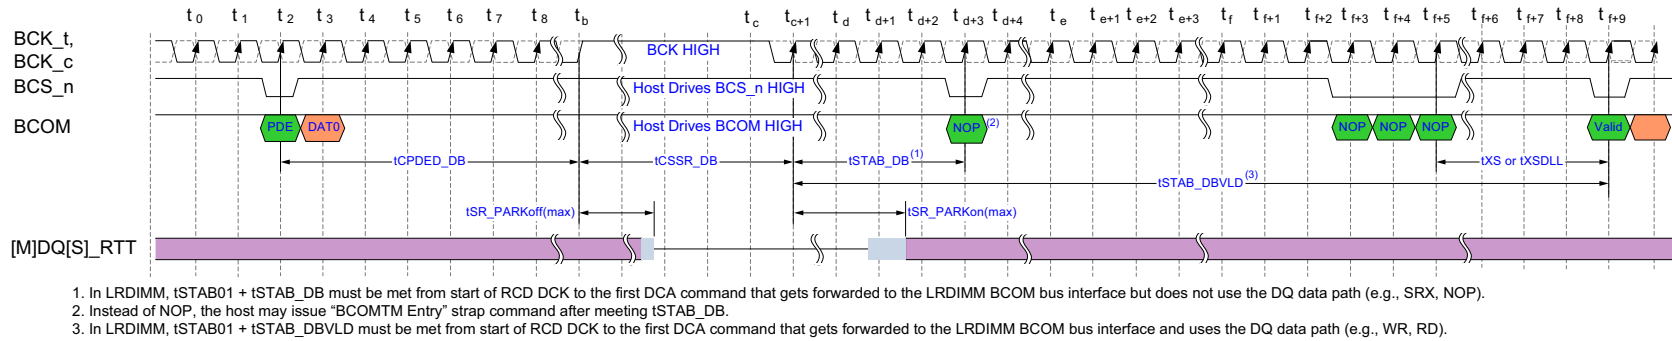 t0 t1 t2 t3 t4 t5 t6 t7 t8 tb tc tc+1 td td+1 td+2 td+3 td+4 te te+1 te+2 te+3 tf tf+1 tf+2 tf+3 tf+4 tf+5 tf+6 tf+7 tf+8 tf+9
BCK_t,
BCK_c
BCK HIGH
BCS_n
Host Drives BCS_n HIGH
BCOM
PDE DAT0 Host Drives BCOM HIGH NOP (2) NOP NOP NOP Valid
tCPDED_DB tCSSR_DB tSTAB_DB(1) tXS or tXSDLL
tSTAB_DBVLD(3)
tSR_PARKoff(max) tSR_PARKon(max)
[M]DQ[S]_RTT
1. In LRDIMM, tSTAB01 + tSTAB_DB must be met from start of RCD DCK to the first DCA command that gets forwarded to the LRDIMM BCOM bus interface but does not use the DQ data path (e.g., SRX, NOP).
2. Instead of NOP, the host may issue “BCOMTM Entry” strap command after meeting tSTAB_DB.
3. In LRDIMM, tSTAB01 + tSTAB_DBVLD must be met from start of RCD DCK to the first DCA command that gets forwarded to the LRDIMM BCOM bus interface and uses the DQ data path (e.g., WR, RD).